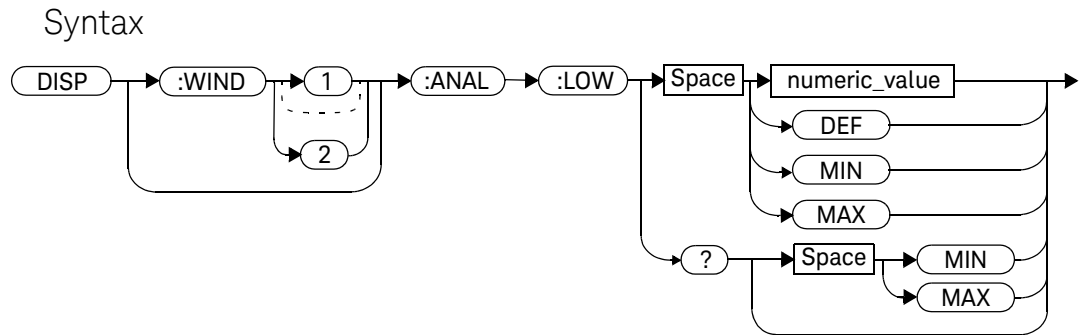 Syntax
DISP :WIND 1 :ANAL :LOW Space numeric_value
DEF
2
MIN
MAX
? Space MIN
MAX